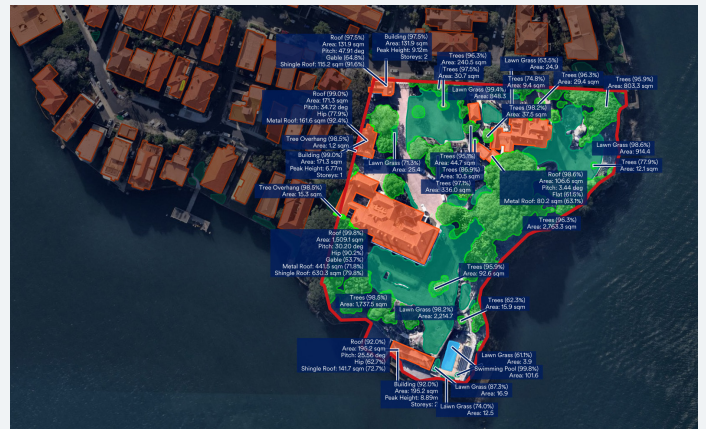 Roof (97.5%)
Area: 131.9 sqm
Pitch: 47.91 deg
Gable (64.8%)
Shingle Roof: 115.2 sqm (91.6%)
Building (97.5%)
Area: 131.9 sqm
Peak Height: 9.12m
Storeys: 2
Trees (96.3%)
Area: 240.5 sqm
Trees (97.5%)
Area: 30.7 sqm
Lawn Grass (63.5%)
Area: 24.9
Trees (74.8%)
Area: 9.4 sqm
Trees (96.3%)
Area: 29.4 sqm
Trees (95.9%)
Area: 803.3 sqm
Lawn Grass (99.4%)
Area: 848.3
Trees (98.2%)
Area: 37.5 sqm
Roof (99.0%)
Area: 171.3 sqm
Pitch: 34.72 deg
Hip (77.9%)
Metal Roof: 161.6 sqm (92.4%)
Tree Overhang (98.5%)
Area: 1.2 sqm
Building (99.0%)
Area: 171.3 sqm
Peak Height: 6.77m
Storeys: 1
Lawn Grass (71.3%)
Area: 25.4
Trees (95.1%)
Area: 44.7 sqm
Trees (86.9%)
Area: 10.5 sqm
Trees (97.1%)
Area: 336.0 sqm
Lawn Grass (98.6%)
Area: 914.4
Trees (77.9%)
Area: 12.1 sqm
Roof (98.6%)
Area: 106.6 sqm
Pitch: 3.44 deg
Flat (61.5%)
Metal Roof: 80.2 sqm (63.1%)
Tree Overhang (98.5%)
Area: 15.3 sqm
Trees (96.3%)
Area: 2,763.3 sqm
Roof (99.8%)
Area: 1,509.1 sqm
Pitch: 30.20 deg
Hip (90.2%)
Gable (53.7%)
Metal Roof: 441.5 sqm (71.8%)
Shingle Roof: 630.3 sqm (79.8%)
Trees (95.9%)
Area: 92.6 sqm
Trees (98.5%)
Area: 1,737.5 sqm
Lawn Grass (98.2%)
Area: 2,214.7
Trees (62.3%)
Area: 15.9 sqm
Roof (92.0%)
Area: 195.2 sqm
Pitch: 25.56 deg
Hip (62.7%)
Shingle Roof: 141.7 sqm (72.7%)
Lawn Grass (61.1%)
Area: 3.9
Swimming Pool (99.8%)
Area: 101.6
Building (92.0%)
Area: 195.2 sqm
Peak Height: 8.89m
Storeys:
Lawn Grass (87.3%)
Area: 16.9
Lawn Grass (74.0%)
Area: 12.5